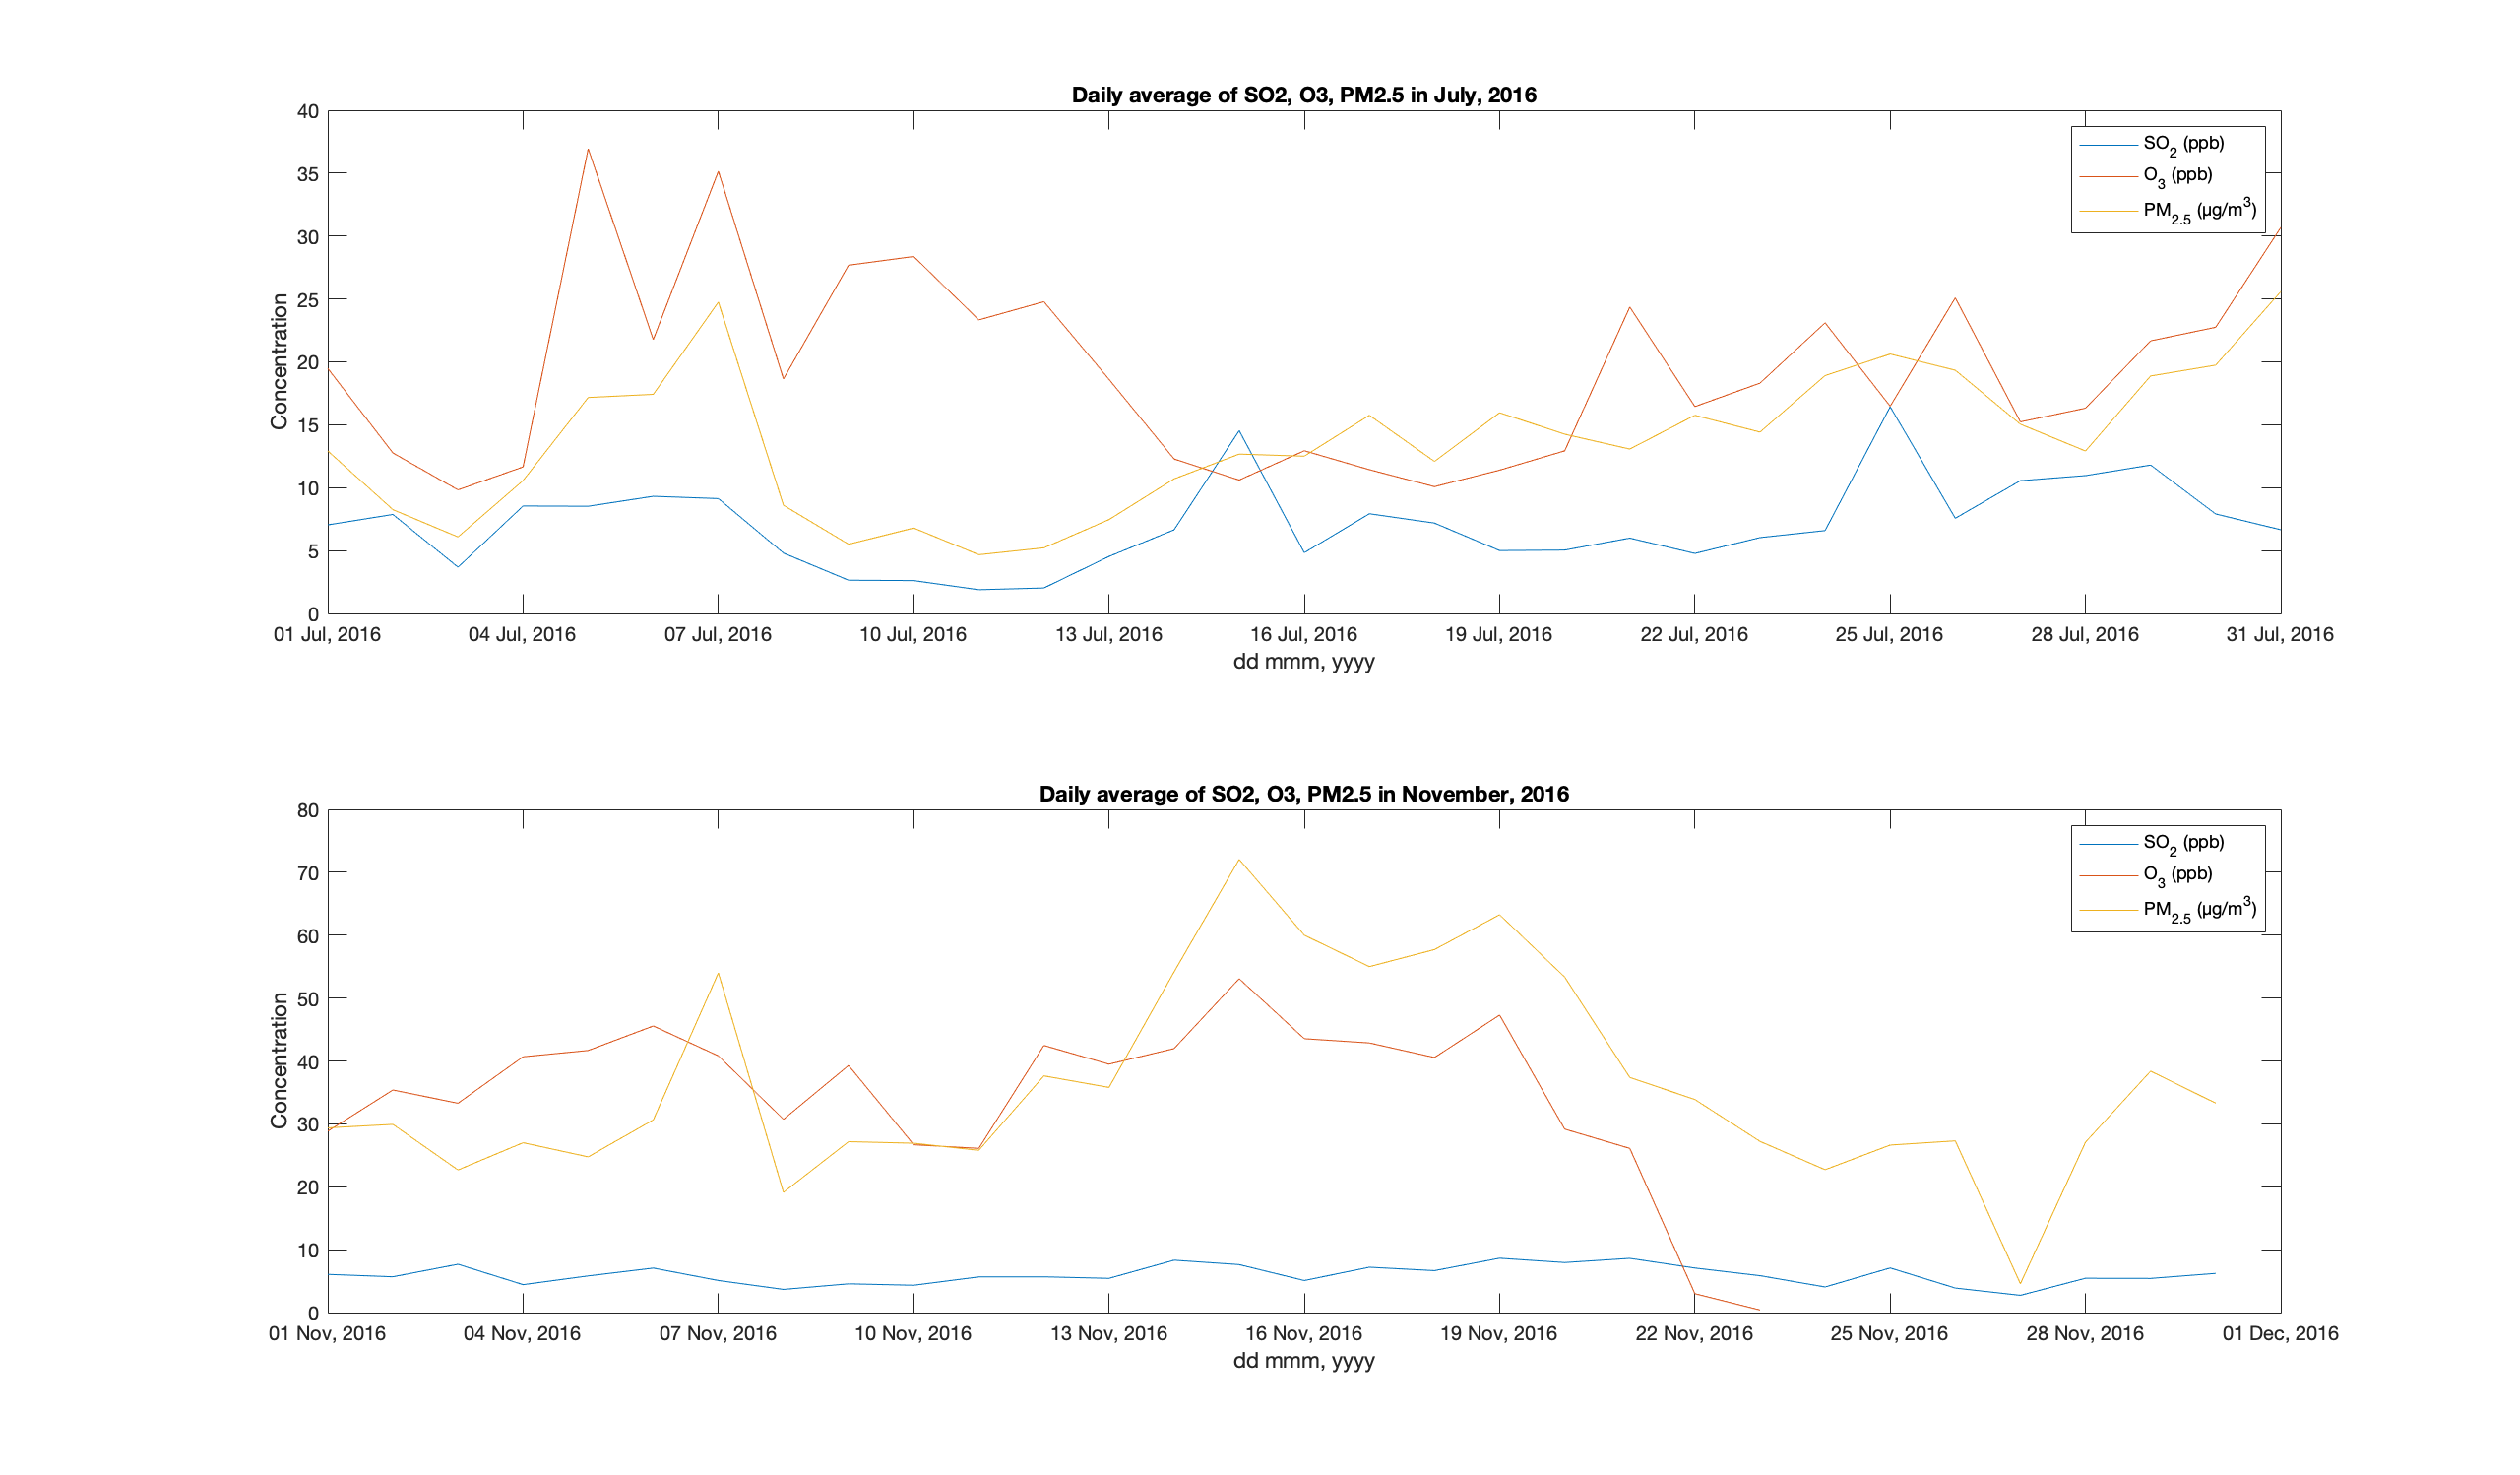 Daily average of SO2, O3, PM2.5 in July, 2016
40
35
30
25
20
15
10
5
0
Concentration
SO2 (ppb)
O3 (ppb)
PM2.5 (µg/m3)
01 Jul, 2016 04 Jul, 2016 07 Jul, 2016 10 Jul, 2016 13 Jul, 2016 16 Jul, 2016 19 Jul, 2016 22 Jul, 2016 25 Jul, 2016 28 Jul, 2016 31 Jul, 2016
dd mmm, yyyy
Daily average of SO2, O3, PM2.5 in November, 2016
80
70
60
50
40
30
20
10
0
Concentration
SO2 (ppb)
O3 (ppb)
PM2.5 (µg/m3)
01 Nov, 2016 04 Nov, 2016 07 Nov, 2016 10 Nov, 2016 13 Nov, 2016 16 Nov, 2016 19 Nov, 2016 22 Nov, 2016 25 Nov, 2016 28 Nov, 2016 01 Dec, 2016
dd mmm, yyyy